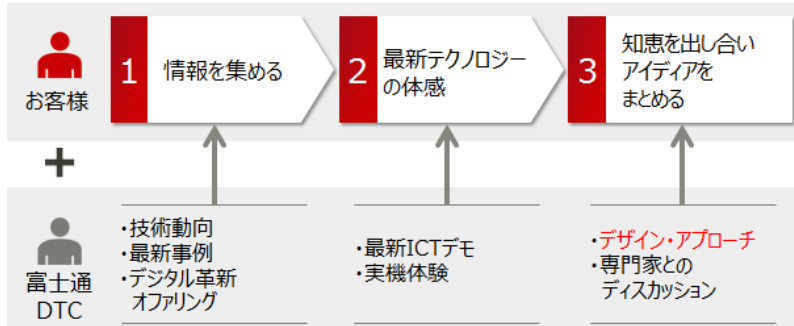 お客様
1
情報を集める
2
最新テクノロジー
の体感
3
知恵を出し合い
アイディアを
まとめる
+
富士通
DTC
・技術動向
・最新事例
・デジタル革新
オファリング
・最新ICTデモ
・実機体験
・デザイン・アプローチ
・専門家との
ディスカッション